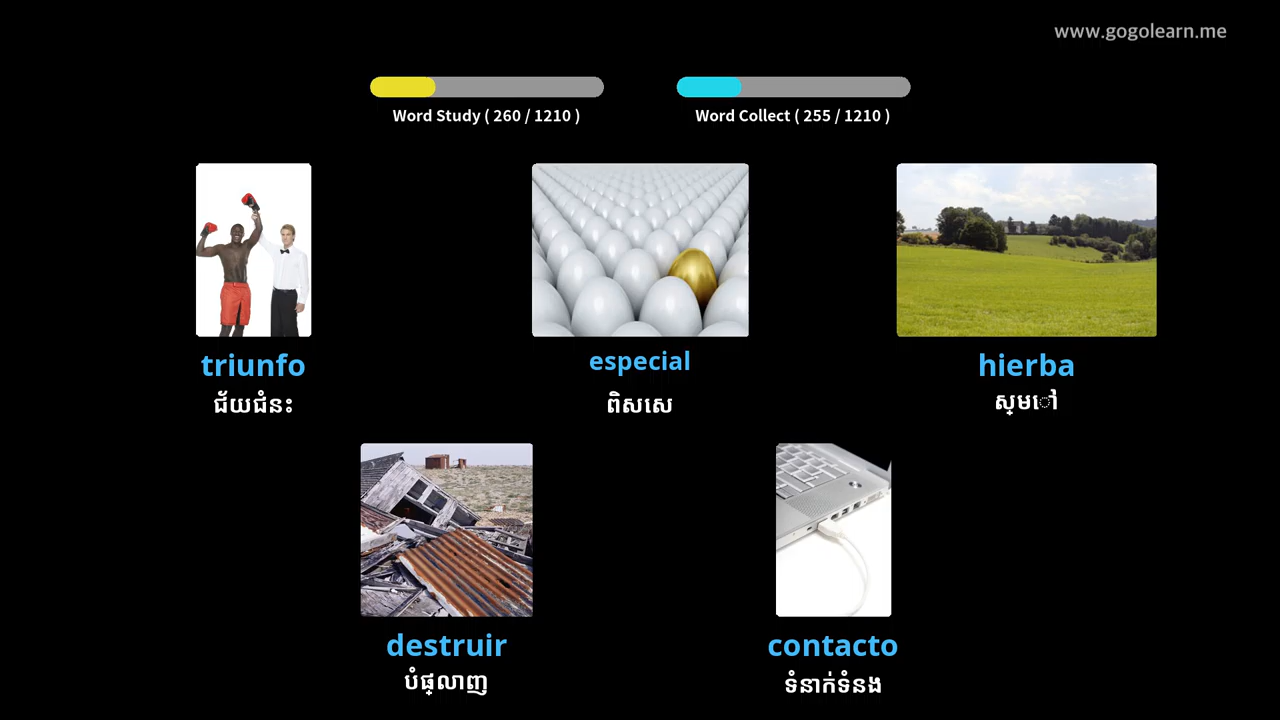 www.gogolearn.me
Word Study ( 260 / 1210 )
Word Collect ( 255 / 1210 )
triunfo
ជ័យជំនះ
especial
ពិសសេ
hierba
ស្មៅ
destruir
បំផ្លាញ
contacto
ទំនាក់ទំនង